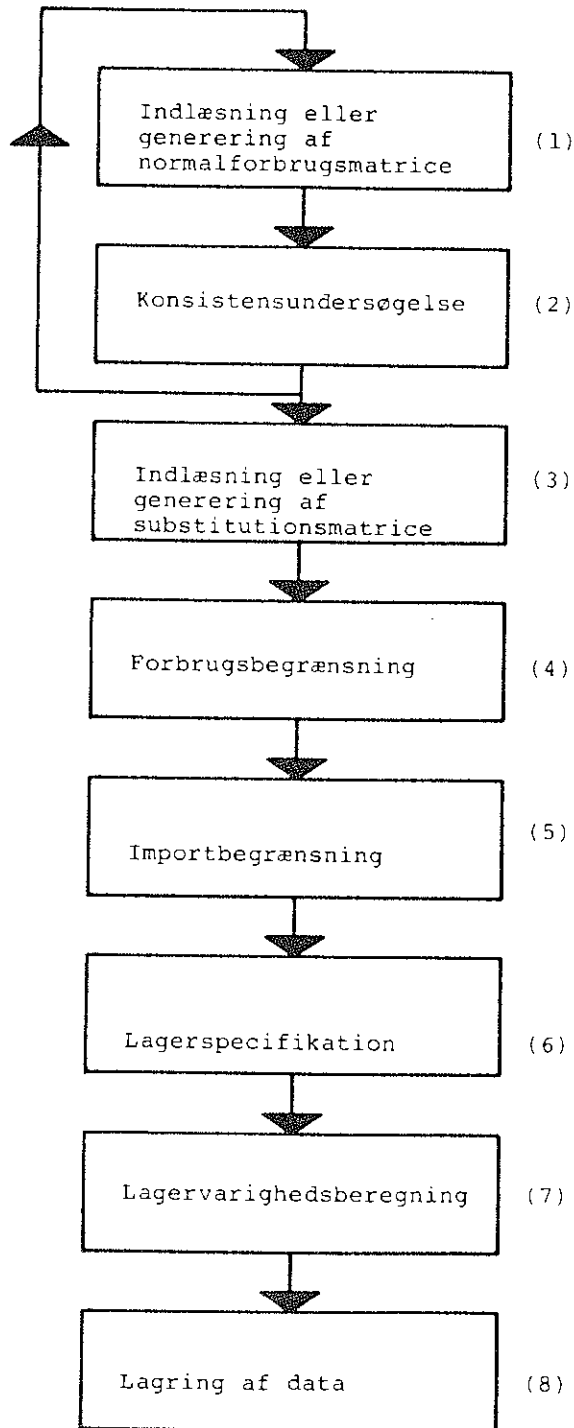 Indlæsning eller
generering af
normalforbrugsmatrice
(1)
Konsistensundersøgelse
(2)
Indlæsning eller
generering af
substitutionsmatrice
(3)
Forbrugsbegrænsning
(4)
Importbegrænsning
(5)
Lagerspecifikation
(6)
Lagervarighedsberegning
(7)
Lagring af data
(8)